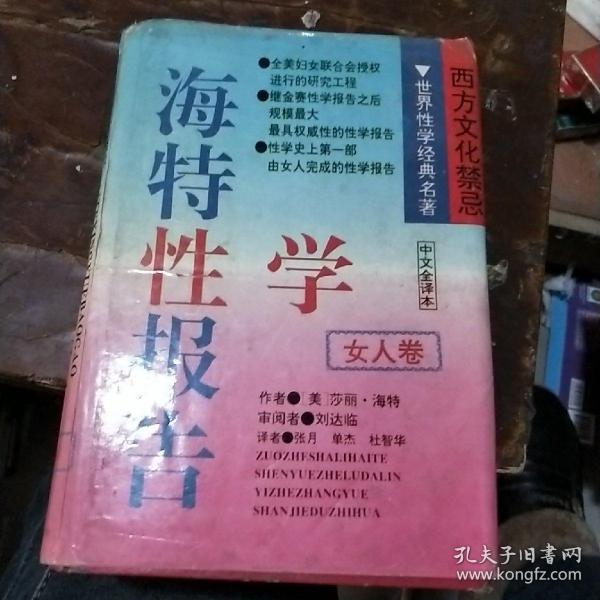 西方文化禁忌
▼世界性学经典名著
中文全译本
●全美妇女联合会授权
进行的研究工程
●继金赛性学报告之后
规模最大
最具权威性的性学报告
●性学史上第一部
由女人完成的性学报告
海特性学报告
女人卷
作者●［美］莎丽·海特
审阅者●刘达临
译者●张月 单杰 杜智华
ZUOZHESHALIHAITE
SHENYUEZHELUDALIN
YIZHEZHANGYUE
SHANJIEDUZHIHUA
孔夫子旧书网
www.kongfz.com